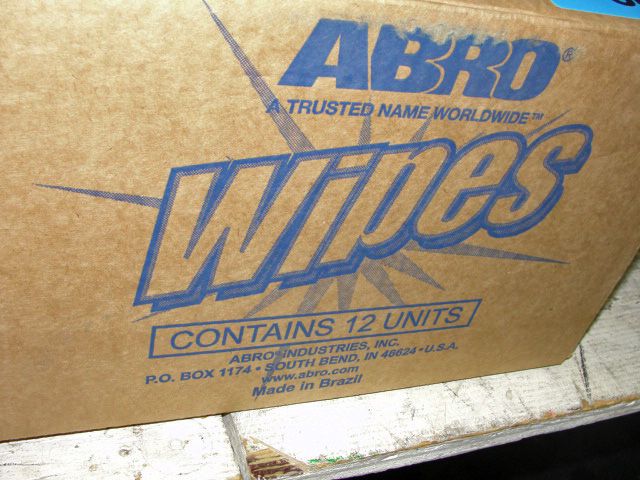 ABRO®
A TRUSTED NAME WORLDWIDE™
Wipes
CONTAINS 12 UNITS
ABRO® INDUSTRIES, INC.
P.O. BOX 1174 • SOUTH BEND, IN 46624 • U.S.A.
www.abro.com
Made in Brazil